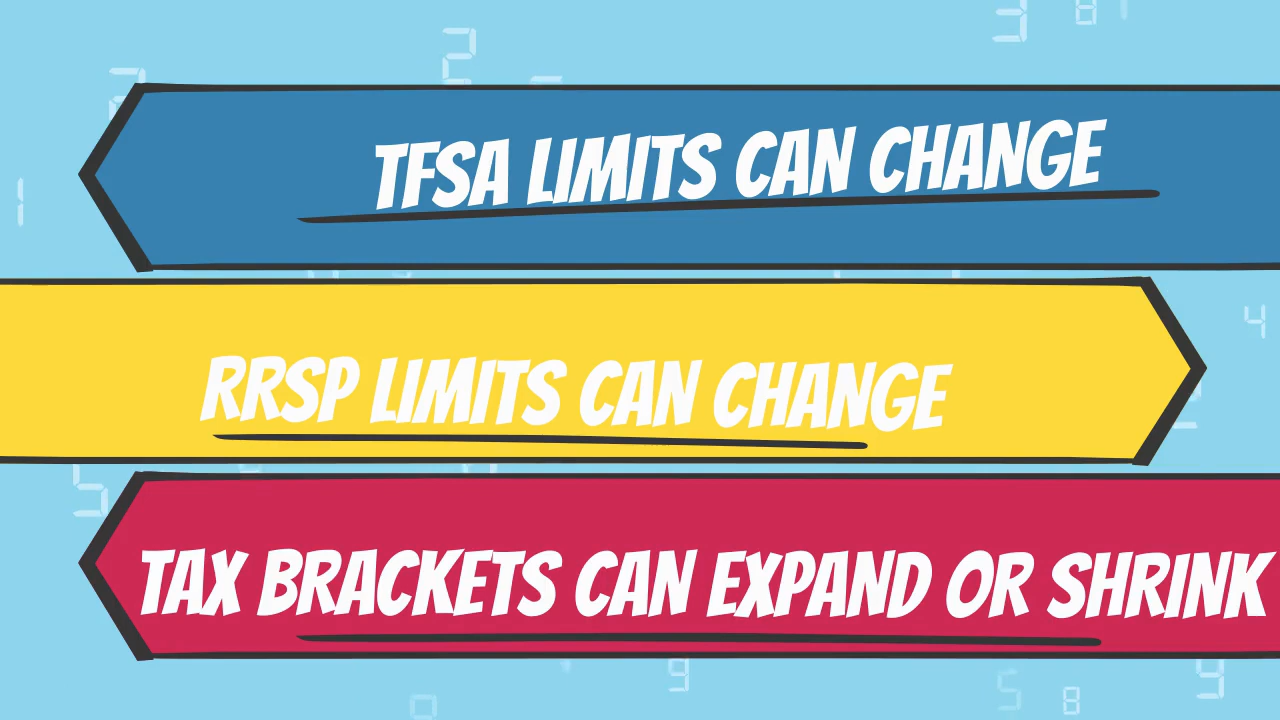 TFSA LIMITS CAN CHANGE
RRSP LIMITS CAN CHANGE
TAX BRACKETS CAN EXPAND OR SHRINK